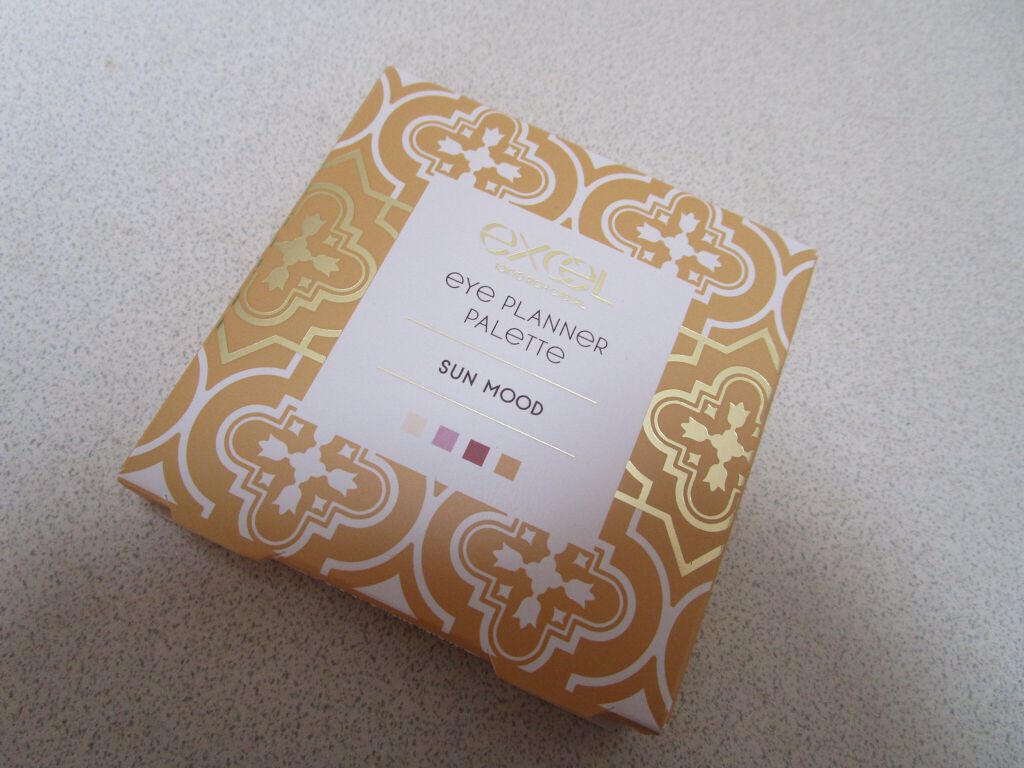 excel
EYE PLANNER
PALETTE
SUN MOOD